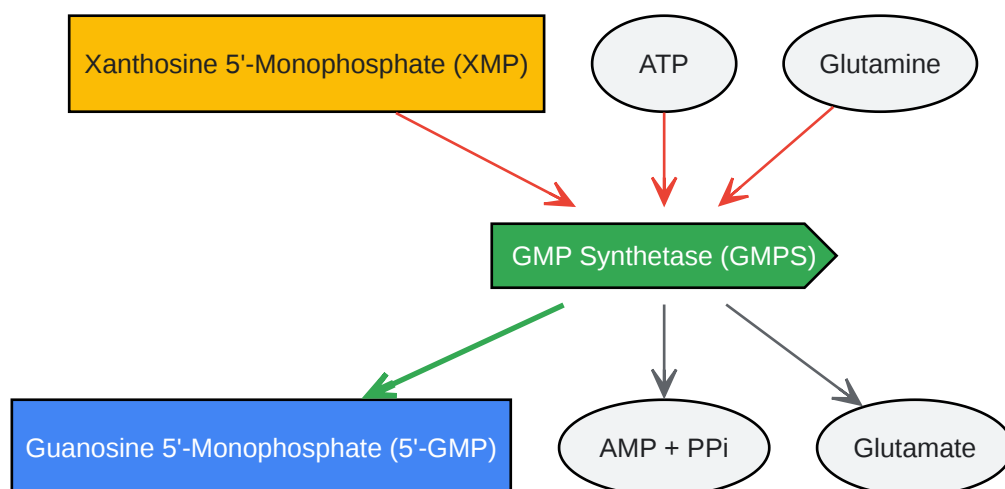 Xanthosine 5'-Monophosphate (XMP)
ATP
Glutamine
GMP Synthetase (GMPS)
Guanosine 5'-Monophosphate (5'-GMP)
AMP + PPi
Glutamate